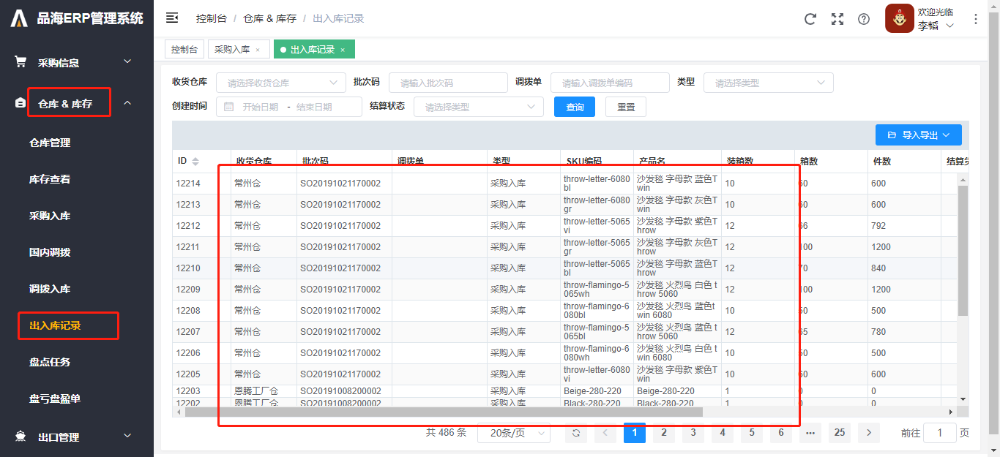 品海ERP管理系统
控制台 / 仓库 & 库存 / 出入库记录
欢迎光临
李韬
控制台
采购入库 ×
出入库记录 ×
采购信息
仓库 & 库存
仓库管理
库存查看
采购入库
国内调拨
调拨入库
出入库记录
盘点任务
盘亏盘盈单
出口管理
收货仓库 请选择收货仓库 批次码 请输入批次码 调拨单 请输入调拨单编码 类型 请选择类型
创建时间 开始日期 - 结束日期 结算状态 请选择类型 查询 重置
导入导出
ID 收货仓库 批次码 调拨单 类型 SKU编码 产品名 装箱数 箱数 件数
12214 常州仓 SO20191021170002 采购入库 throw-letter-6080bl 沙发毯 字母款 蓝色Twin 10 60 600
12213 常州仓 SO20191021170002 采购入库 throw-letter-6080gr 沙发毯 字母款 灰色Twin 10 60 600
12212 常州仓 SO20191021170002 采购入库 throw-letter-5065vi 沙发毯 字母款 紫色Throw 12 66 792
12211 常州仓 SO20191021170002 采购入库 throw-letter-5065gr 沙发毯 字母款 灰色Throw 12 100 1200
12210 常州仓 SO20191021170002 采购入库 throw-letter-5065bl 沙发毯 字母款 蓝色Throw 12 70 840
12209 常州仓 SO20191021170002 采购入库 throw-flamingo-5065wh 沙发毯 火烈鸟 白色 throw 5060 12 100 1200
12208 常州仓 SO20191021170002 采购入库 throw-flamingo-6080bl 沙发毯 火烈鸟 蓝色twin 6080 10 50 500
12207 常州仓 SO20191021170002 采购入库 throw-flamingo-5065bl 沙发毯 火烈鸟 蓝色 throw 5060 12 65 780
12206 常州仓 SO20191021170002 采购入库 throw-flamingo-6080wh 沙发毯 火烈鸟 白色 twin 6080 10 50 500
12205 常州仓 SO20191021170002 采购入库 throw-letter-6080vi 沙发毯 字母款 紫色Twin 10 60 600
12203 恩腾工厂仓 SO20191008200002 采购入库 Beige-280-220 Beige-280-220 1 0 0
12202 恩腾工厂仓 SO20191008200002 采购入库 Black-280-220 Black-280-220 1 0 0
共 486 条 20条/页 1 2 3 4 5 6 ••• 25 前往 1 页